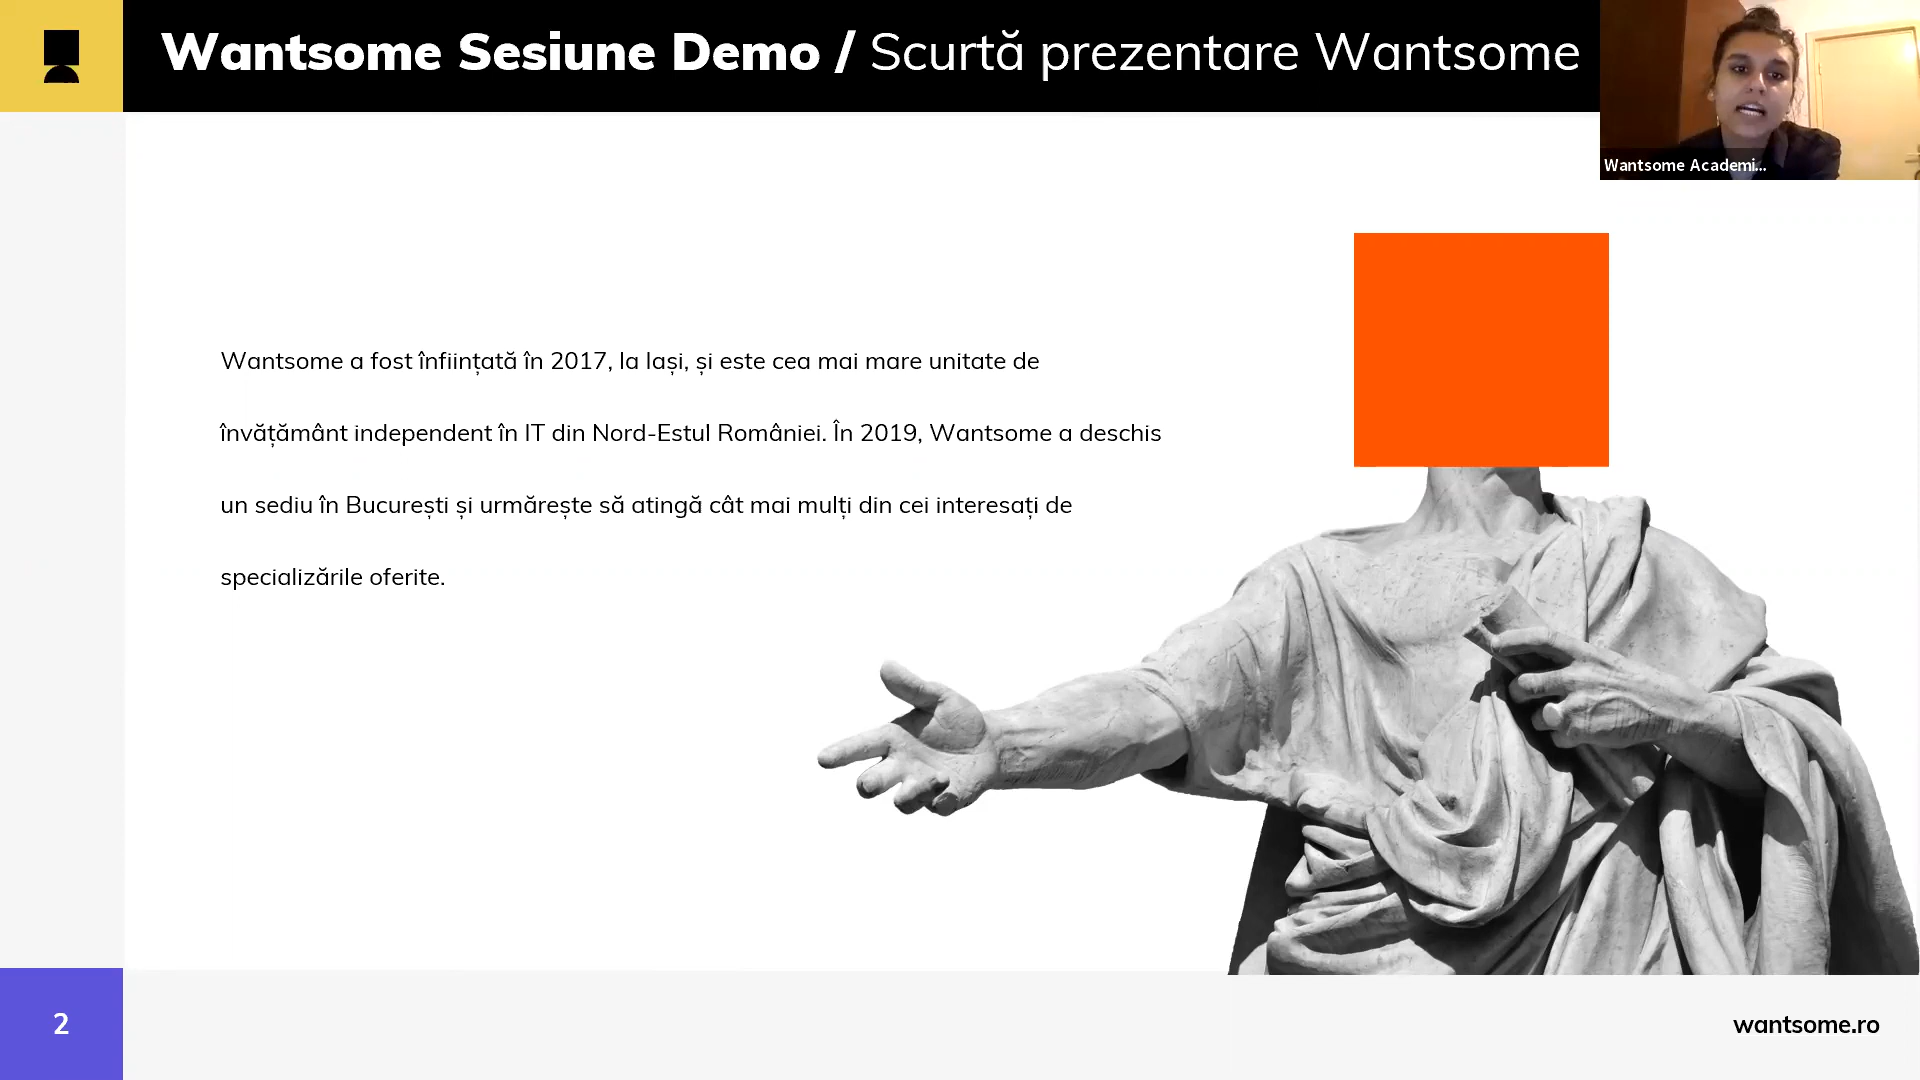 Wantsome Sesiune Demo / Scurtă prezentare Wantsome
Wantsome Academi...
Wantsome a fost înființată în 2017, la Iași, și este cea mai mare unitate de
învățământ independent în IT din Nord-Estul României. În 2019, Wantsome a deschis
un sediu în București și urmărește să atingă cât mai mulți din cei interesați de
specializările oferite.
2
wantsome.ro